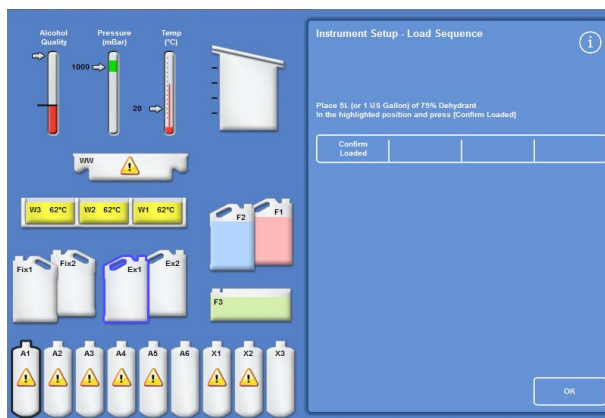 Alcohol Quality
Pressure (mBar)
Temp (°C)
1000
20
WW
W3 62°C
W2 62°C
W1 62°C
F2
F1
Fix1
Fix2
Ex1
Ex2
F3
A1
A2
A3
A4
A5
A6
X1
X2
X3
Instrument Setup - Load Sequence
i
Place 5L (or 1 US Gallon) of 75% Dehydrant
In the highlighted position and press [Confirm Loaded]
Confirm
Loaded
OK